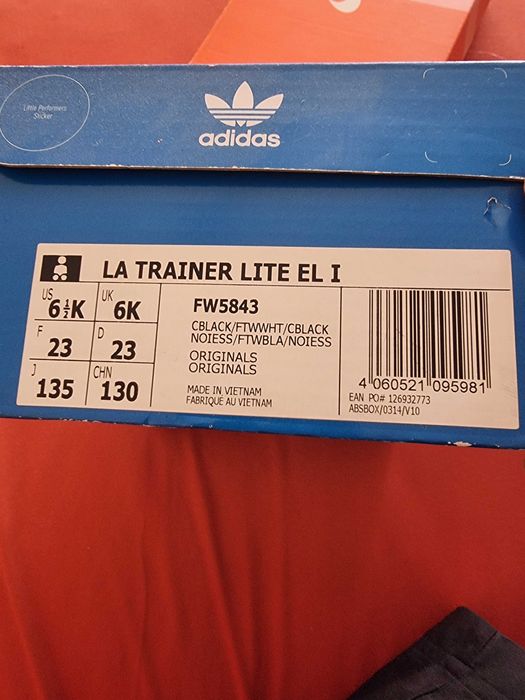 Little Performers
Sticker
adidas
LA TRAINER LITE EL I
US 6½K UK 6K
F 23 D 23
J 135 CHN 130
FW5843
CBLACK/FTWWHT/CBLACK
NOIESS/FTWBLA/NOIESS
ORIGINALS
ORIGINALS
MADE IN VIETNAM
FABRIQUE AU VIETNAM
4 060521 095981
EAN PO# 126932773
ABSBOX/0314/V10